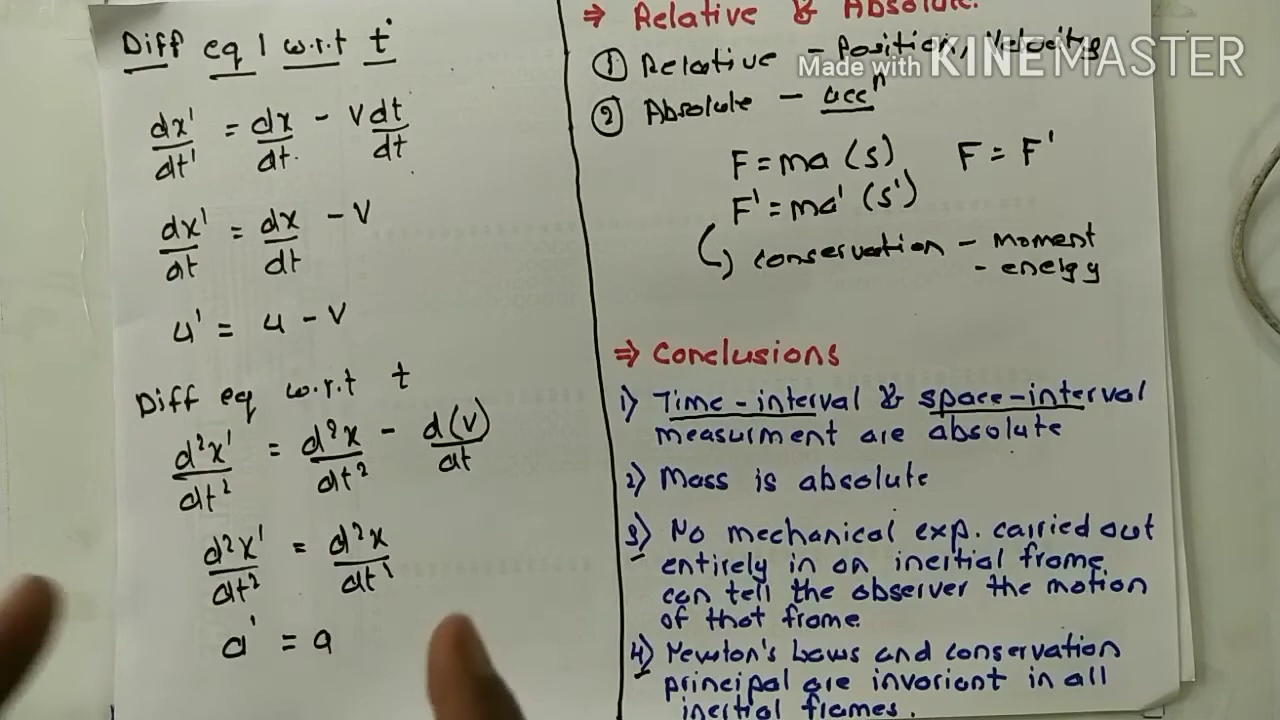 Diff eq 1 w.r.t t
dx'/dt' = dx/dt - v dt/dt
dx'/dt = dx/dt - v
u' = u - v
Diff eq w.r.t t
d²x'/dt² = d²x/dt² - d(v)/dt
d²x'/dt² = d²x/dt²
a' = a
⇒ Relative & Absolute.
① Relative - Position, Velocity
Made with KINEMASTER
② Absolute - accⁿ
F = ma (s) F = F'
F' = ma' (s')
↳ conservation - moment
- energy
⇒ Conclusions
1) Time-interval & space-interval
measurment are absolute
2) Mass is absolute
3) No mechanical exp. carried out
entirely in an inertial frame
can tell the observer the motion
of that frame
4) Newton's Laws and conservation
principal are invariant in all
inertial frames.